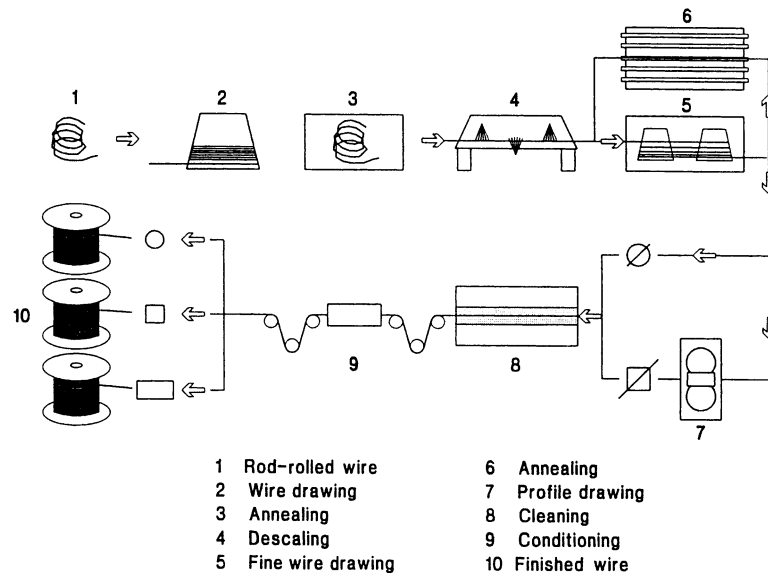 6
1
2
3
4
5
10
9
8
7
1 Rod-rolled wire
2 Wire drawing
3 Annealing
4 Descaling
5 Fine wire drawing
6 Annealing
7 Profile drawing
8 Cleaning
9 Conditioning
10 Finished wire